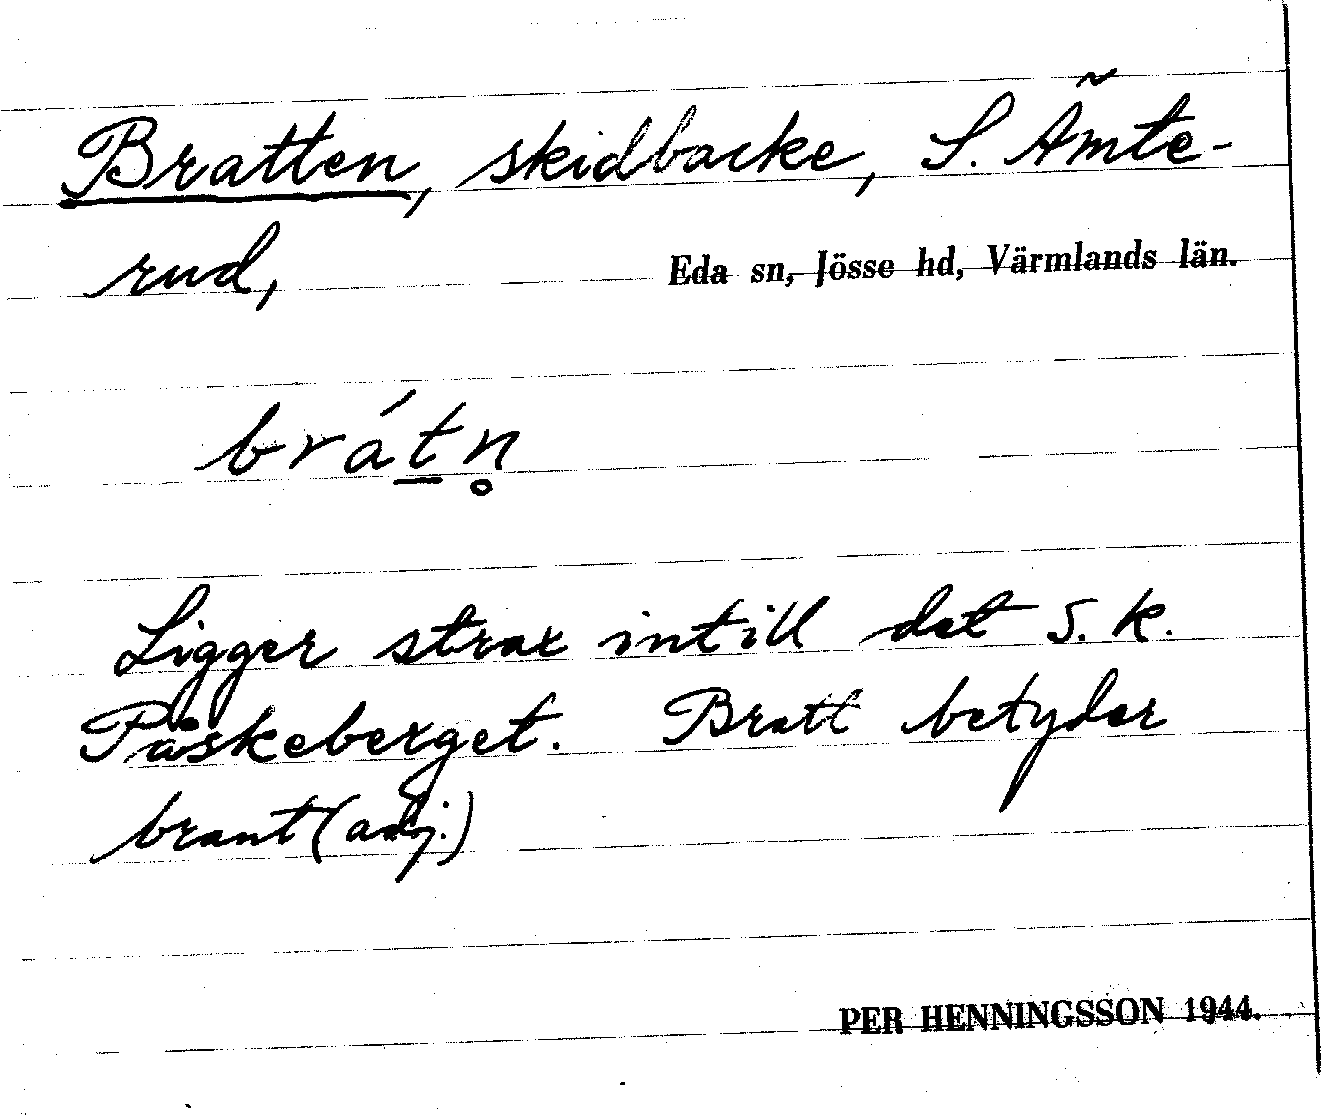 Bratten, skidbacke, S. Ämte-
rud,
Eda sn, Jösse hd, Värmlands län.
brátn̥
Ligger strax intill det s.k.
Påskeberget. Bratt betyder
brant (adj.)
PER HENNINGSSON 1944.